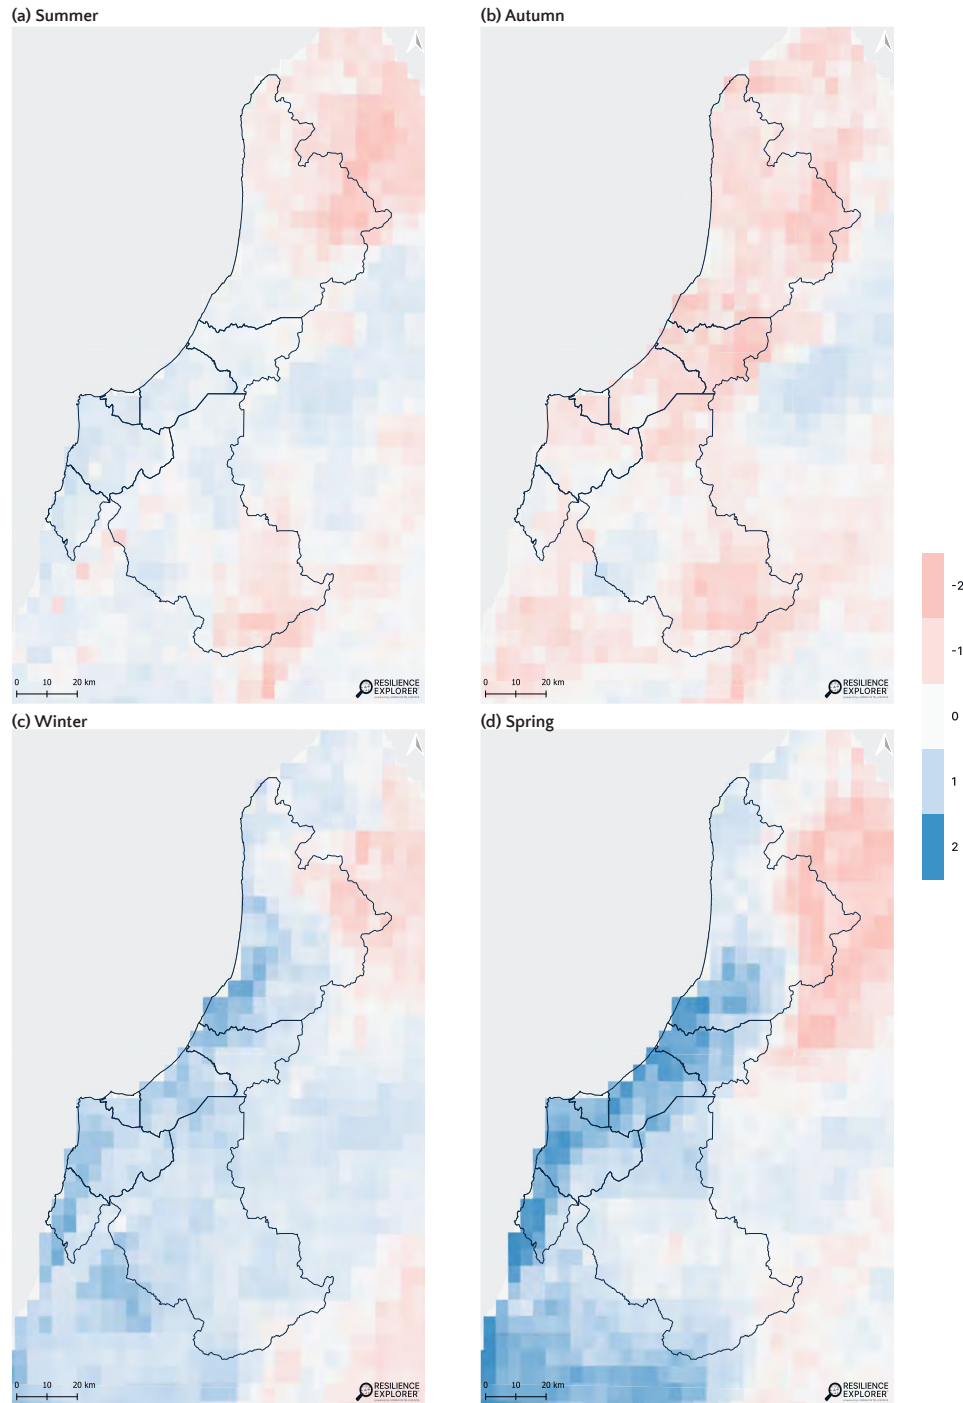 (a) Summer
(b) Autumn
0 10 20 km
RESILIENCE
EXPLORER
0 10 20 km
RESILIENCE
EXPLORER
(c) Winter
(d) Spring
0 10 20 km
RESILIENCE
EXPLORER
0 10 20 km
RESILIENCE
EXPLORER
-2
-1
0
1
2